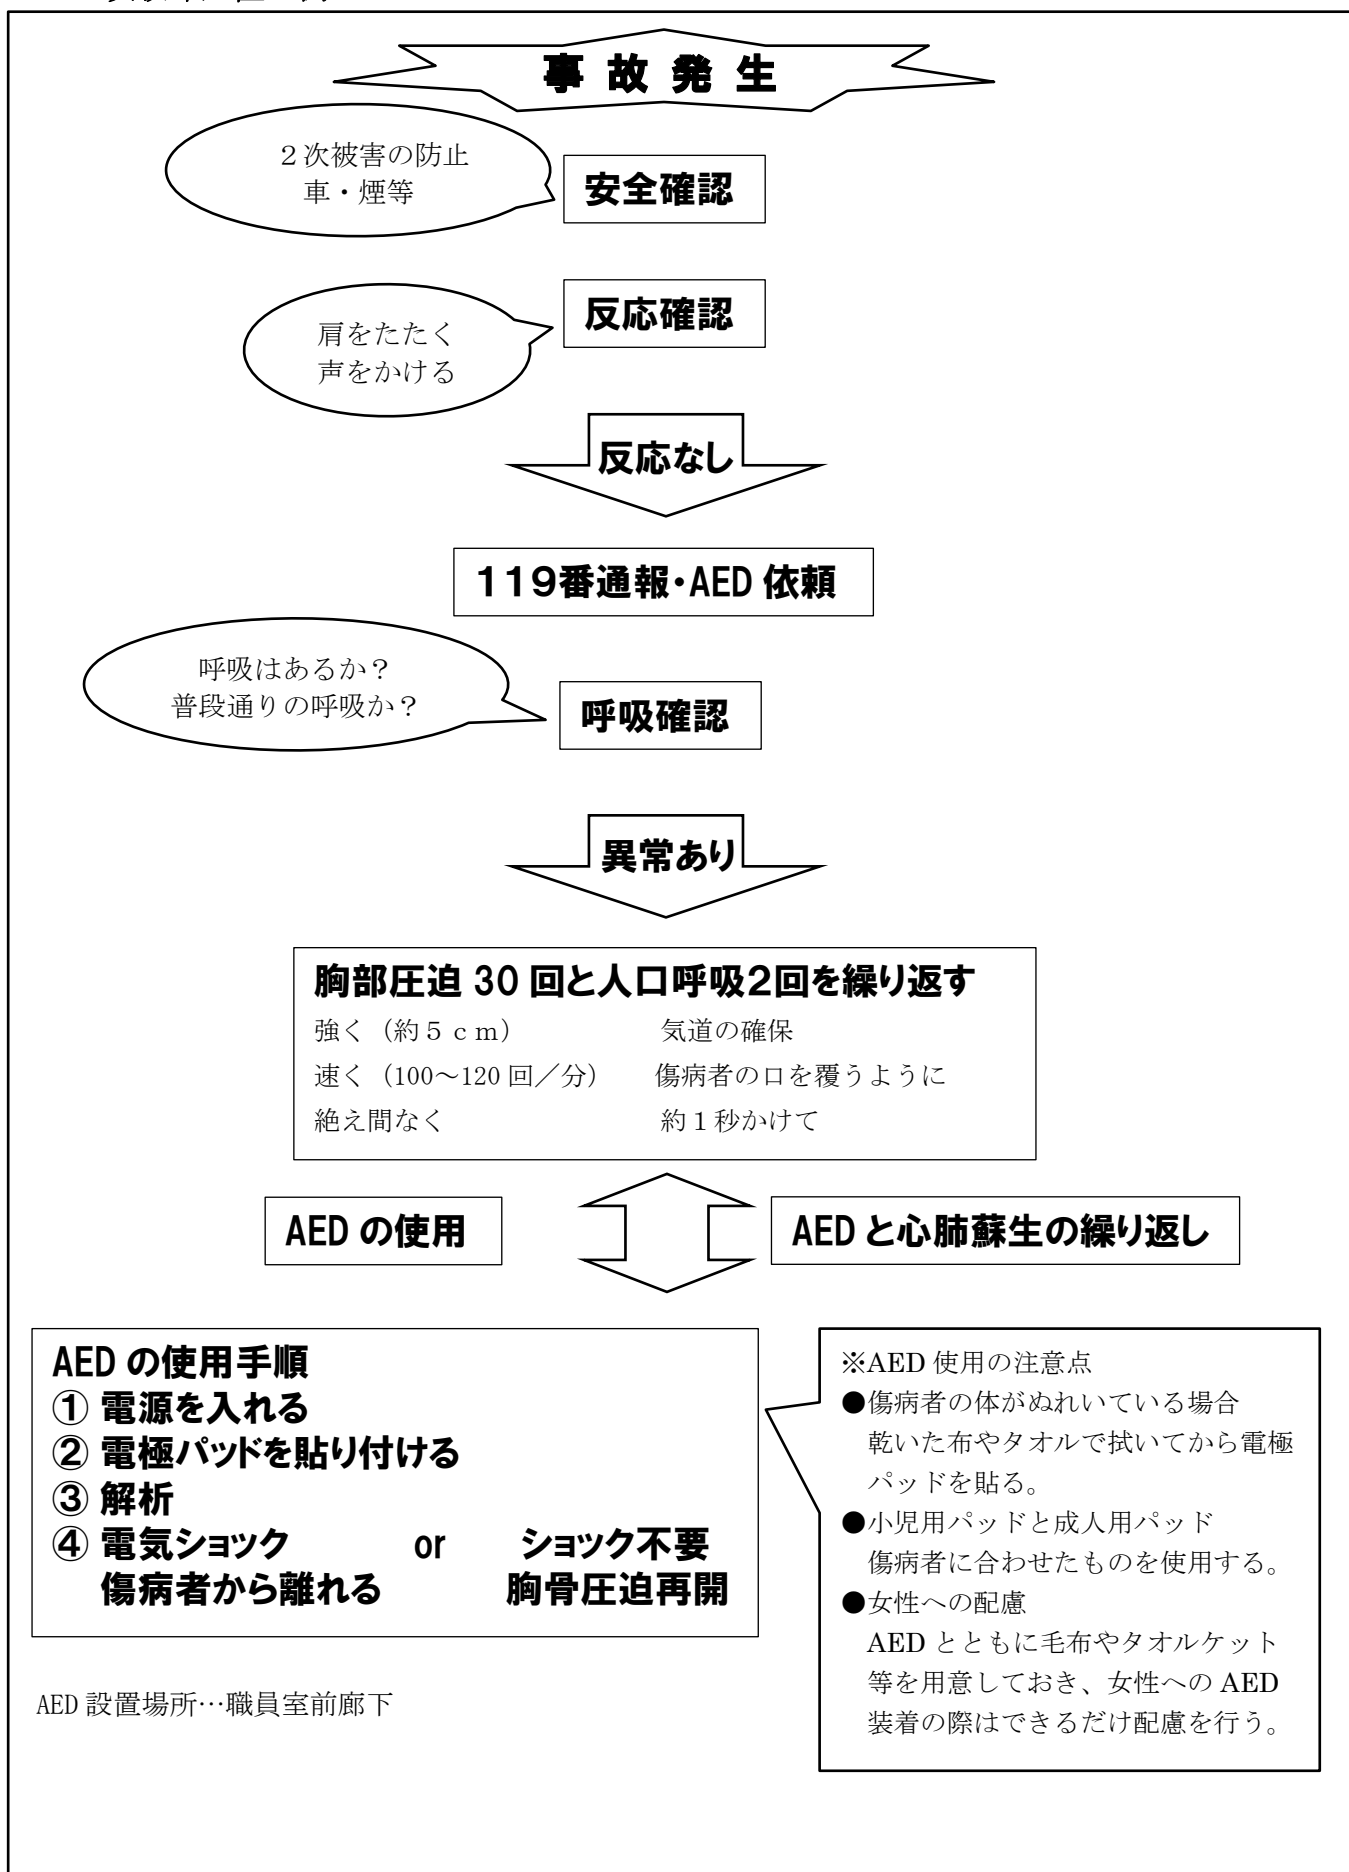 事故発生
２次被害の防止
車・煙等
安全確認
反応確認
肩をたたく
声をかける
反応なし
１１９番通報・AED 依頼
呼吸はあるか？
普段通りの呼吸か？
呼吸確認
異常あり
胸部圧迫 30 回と人口呼吸２回を繰り返す
強く（約５ｃｍ） 気道の確保
速く（100～120 回／分） 傷病者の口を覆うように
絶え間なく 約１秒かけて
AED の使用
AED と心肺蘇生の繰り返し
AED の使用手順
① 電源を入れる
② 電極パッドを貼り付ける
③ 解析
④ 電気ショック or ショック不要
傷病者から離れる 胸骨圧迫再開
※AED 使用の注意点
●傷病者の体がぬれいている場合
乾いた布やタオルで拭いてから電極
パッドを貼る。
●小児用パッドと成人用パッド
傷病者に合わせたものを使用する。
●女性への配慮
AED とともに毛布やタオルケット
等を用意しておき、女性への AED
装着の際はできるだけ配慮を行う。
AED 設置場所…職員室前廊下